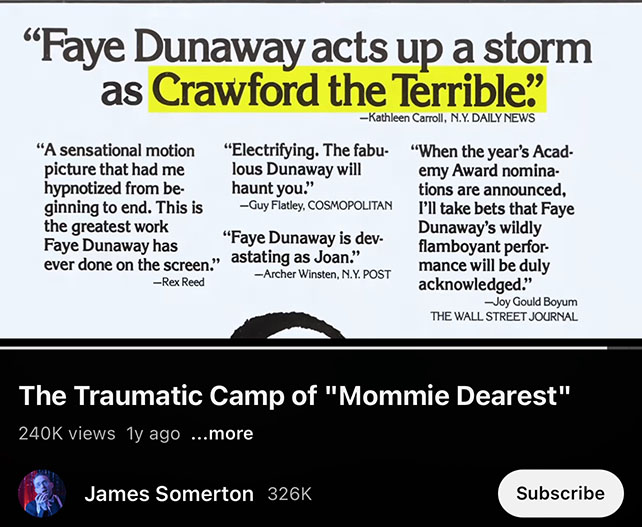 “Faye Dunaway acts up a storm
as Crawford the Terrible.”
—Kathleen Carroll, N.Y. DAILY NEWS
“A sensational motion
picture that had me
hypnotized from be-
ginning to end. This is
the greatest work
Faye Dunaway has
ever done on the screen.”
—Rex Reed
“Electrifying. The fabu-
lous Dunaway will
haunt you.”
—Guy Flatley, COSMOPOLITAN
“Faye Dunaway is dev-
astating as Joan.”
—Archer Winsten, N.Y. POST
“When the year’s Acad-
emy Award nomina-
tions are announced,
I’ll take bets that Faye
Dunaway’s wildly
flamboyant perfor-
mance will be duly
acknowledged.”
—Joy Gould Boyum
THE WALL STREET JOURNAL
The Traumatic Camp of "Mommie Dearest"
240K views 1y ago ...more
James Somerton 326K
Subscribe